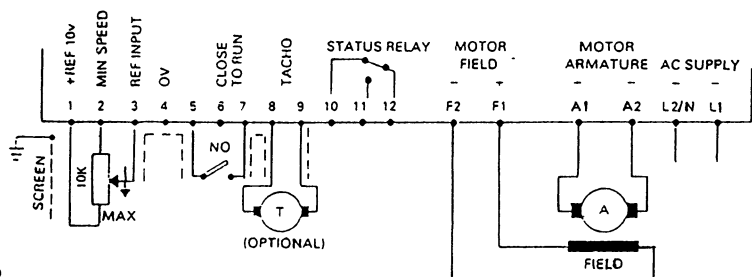 +REF 10v
MIN SPEED
REF INPUT
0V
CLOSE
TO RUN
TACHO
STATUS RELAY
MOTOR
FIELD
- +
MOTOR
ARMATURE
- -
AC SUPPLY
- -
1 2 3 4 5 6 7 8 9 10 11 12 F2 F1 A1 A2 L2/N L1
SCREEN
10K
MAX
NO
T
(OPTIONAL)
A
FIELD